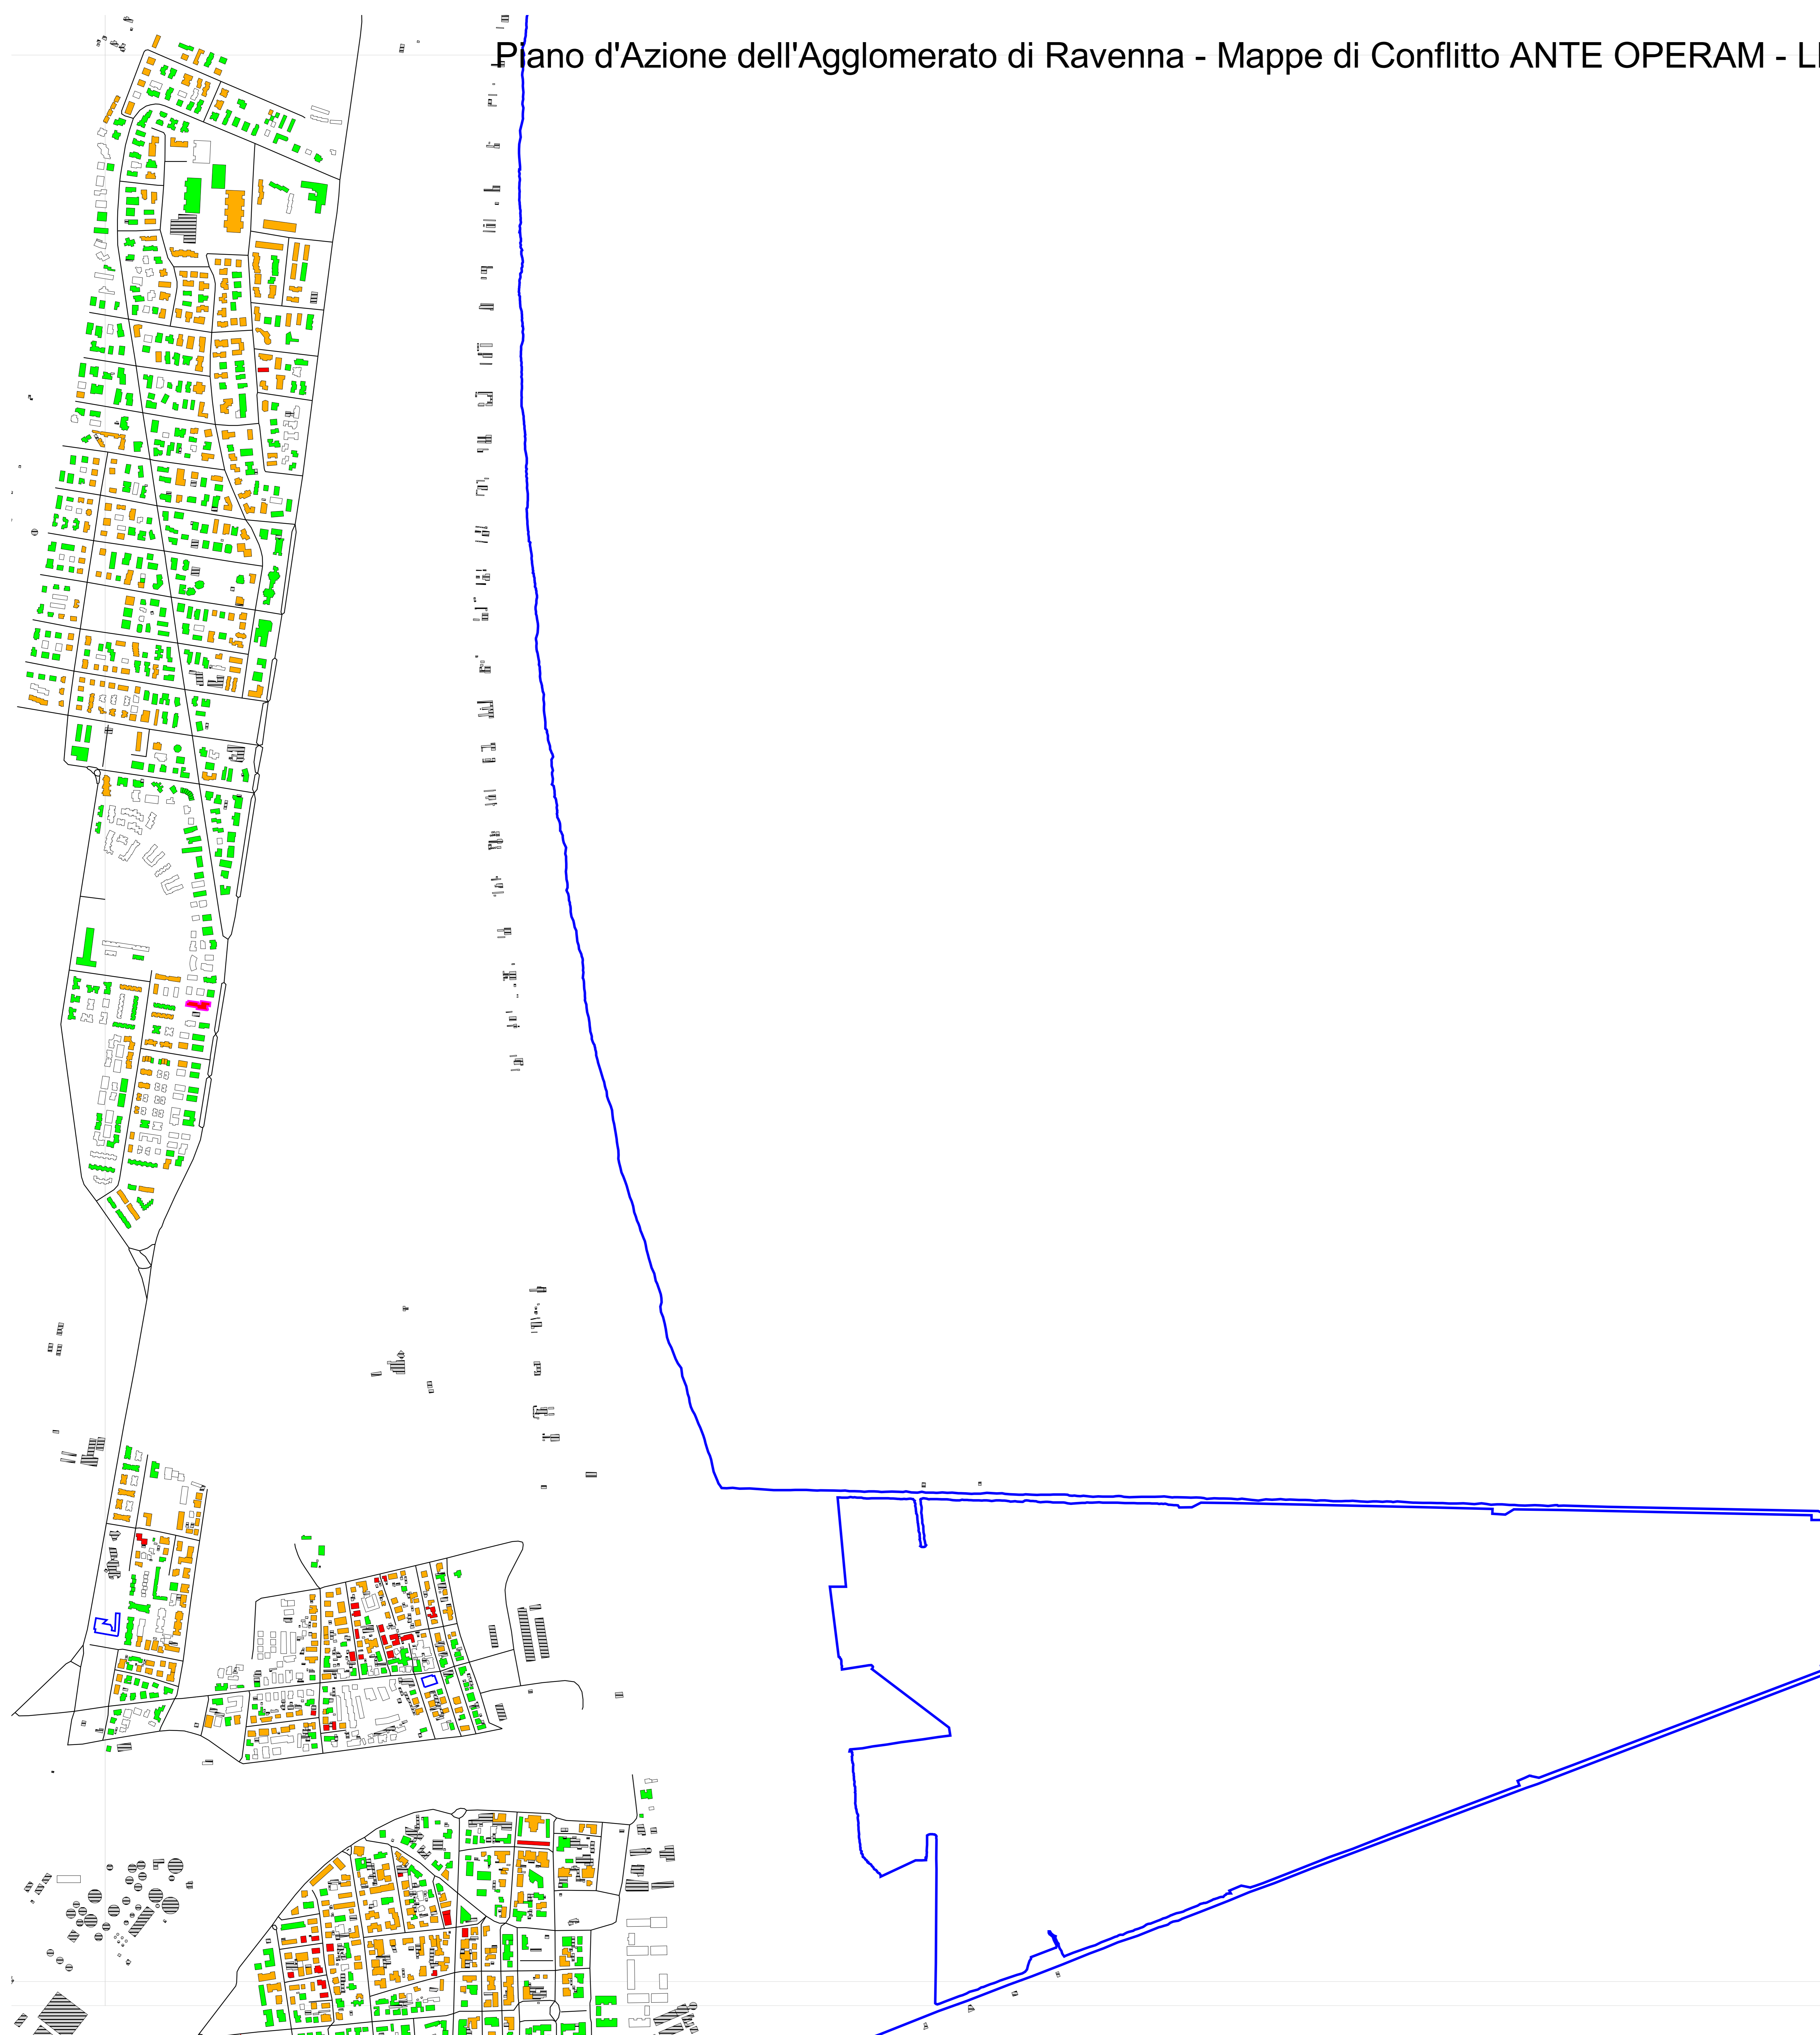 Piano d'Azione dell'Agglomerato di Ravenna - Mappe di Conflitto ANTE OPERAM -